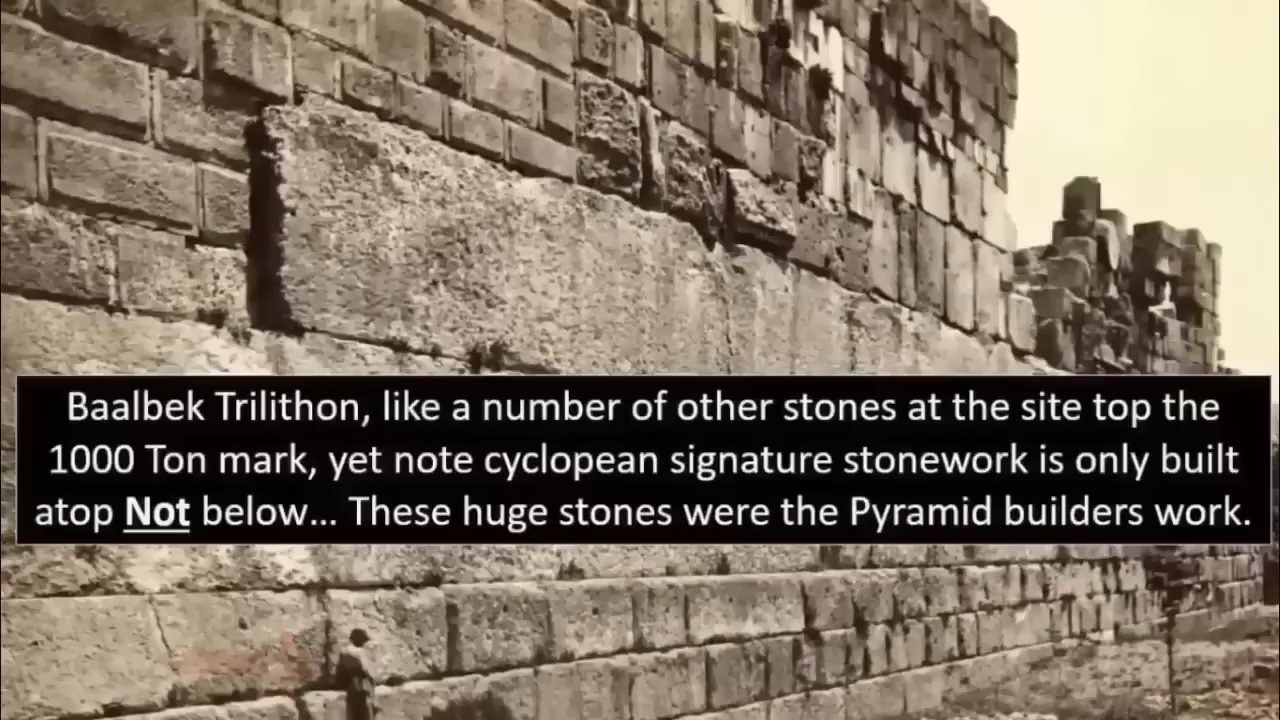 Baalbek Trilithon, like a number of other stones at the site top the
1000 Ton mark, yet note cyclopean signature stonework is only built
atop Not below... These huge stones were the Pyramid builders work.